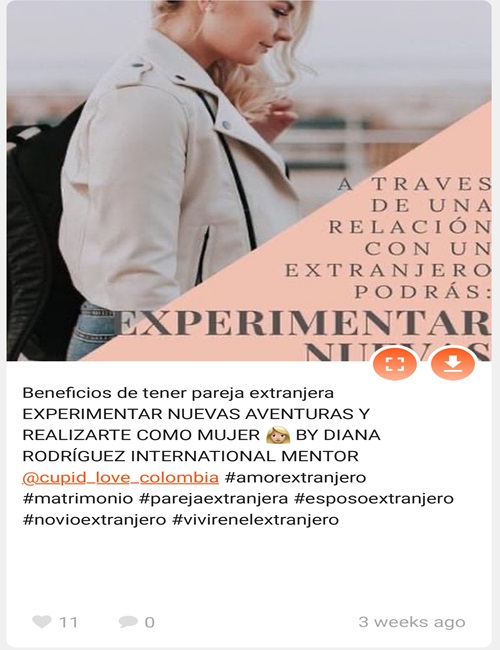 A TRAVES
DE UNA
RELACIÓN
CON UN
EXTRANJERO
PODRÁS:
EXPERIMENTAR
NUEVAS
Beneficios de tener pareja extranjera
EXPERIMENTAR NUEVAS AVENTURAS Y
REALIZARTE COMO MUJER 👩🏼 BY DIANA
RODRÍGUEZ INTERNATIONAL MENTOR
@cupid_love_colombia #amorextranjero
#matrimonio #parejaextranjera #esposoextranjero
#novioextranjero #vivirenelextranjero
11 0 3 weeks ago